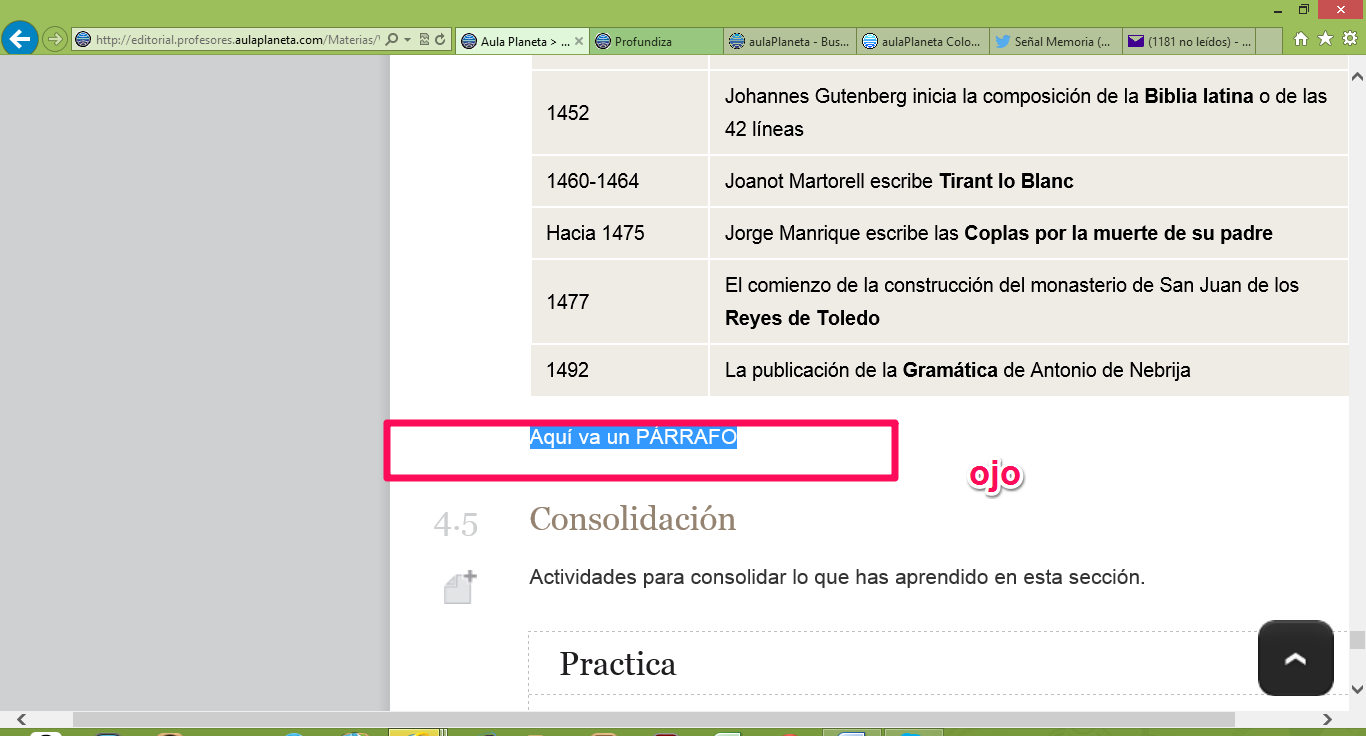 http://editorial.profesores.aulaplaneta.com/Materias/
Aula Planeta > ...
Profundiza
aulaPlaneta - Bus...
aulaPlaneta Colo...
Señal Memoria (...
(1181 no leídos) - ...
1452
Johannes Gutenberg inicia la composición de la Biblia latina o de las
42 líneas
1460-1464
Joanot Martorell escribe Tirant lo Blanc
Hacia 1475
Jorge Manrique escribe las Coplas por la muerte de su padre
1477
El comienzo de la construcción del monasterio de San Juan de los
Reyes de Toledo
1492
La publicación de la Gramática de Antonio de Nebrija
Aquí va un PÁRRAFO
ojo
4.5 Consolidación
Actividades para consolidar lo que has aprendido en esta sección.
Practica